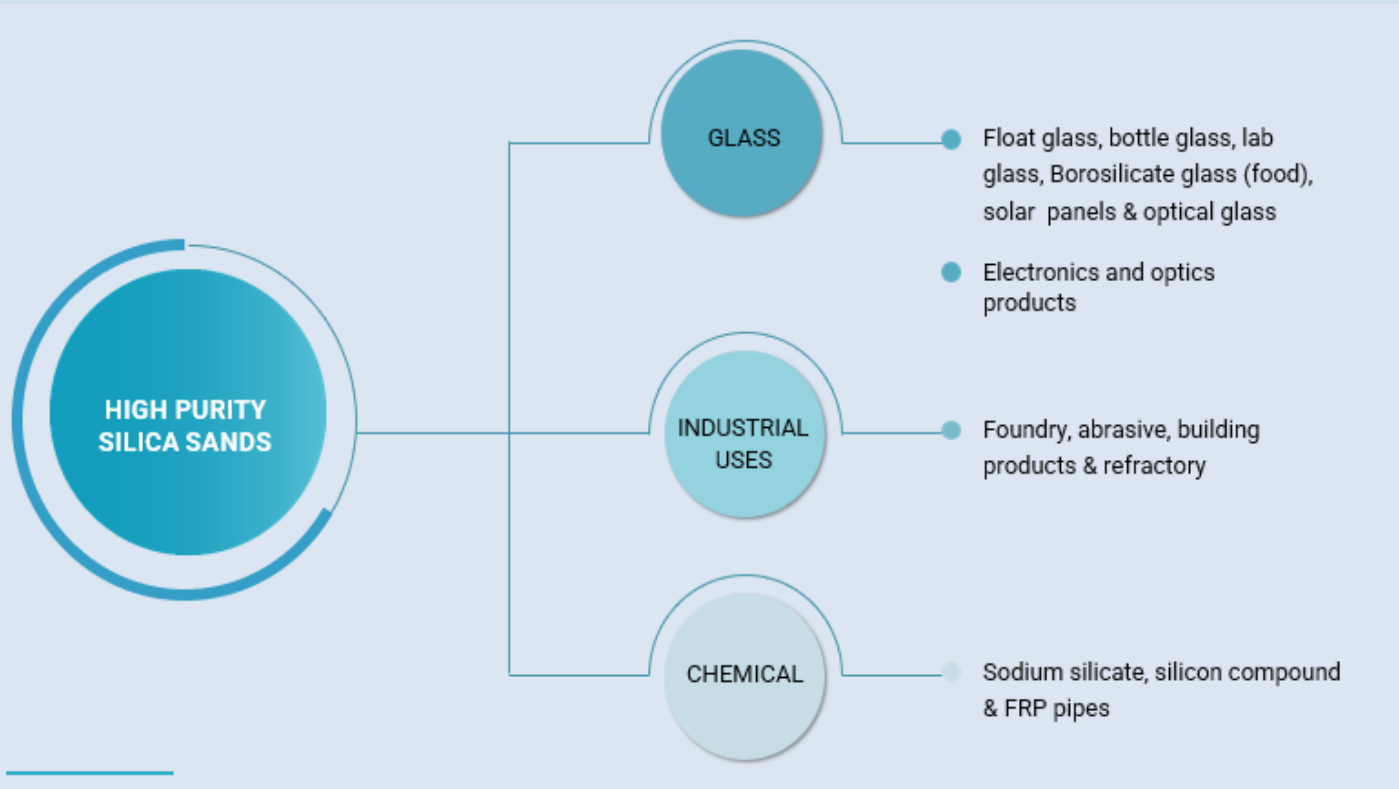 HIGH PURITY
SILICA SANDS
GLASS
Float glass, bottle glass, lab
glass, Borosilicate glass (food),
solar  panels & optical glass
Electronics and optics
products
INDUSTRIAL
USES
Foundry, abrasive, building
products & refractory
CHEMICAL
Sodium silicate, silicon compound
& FRP pipes